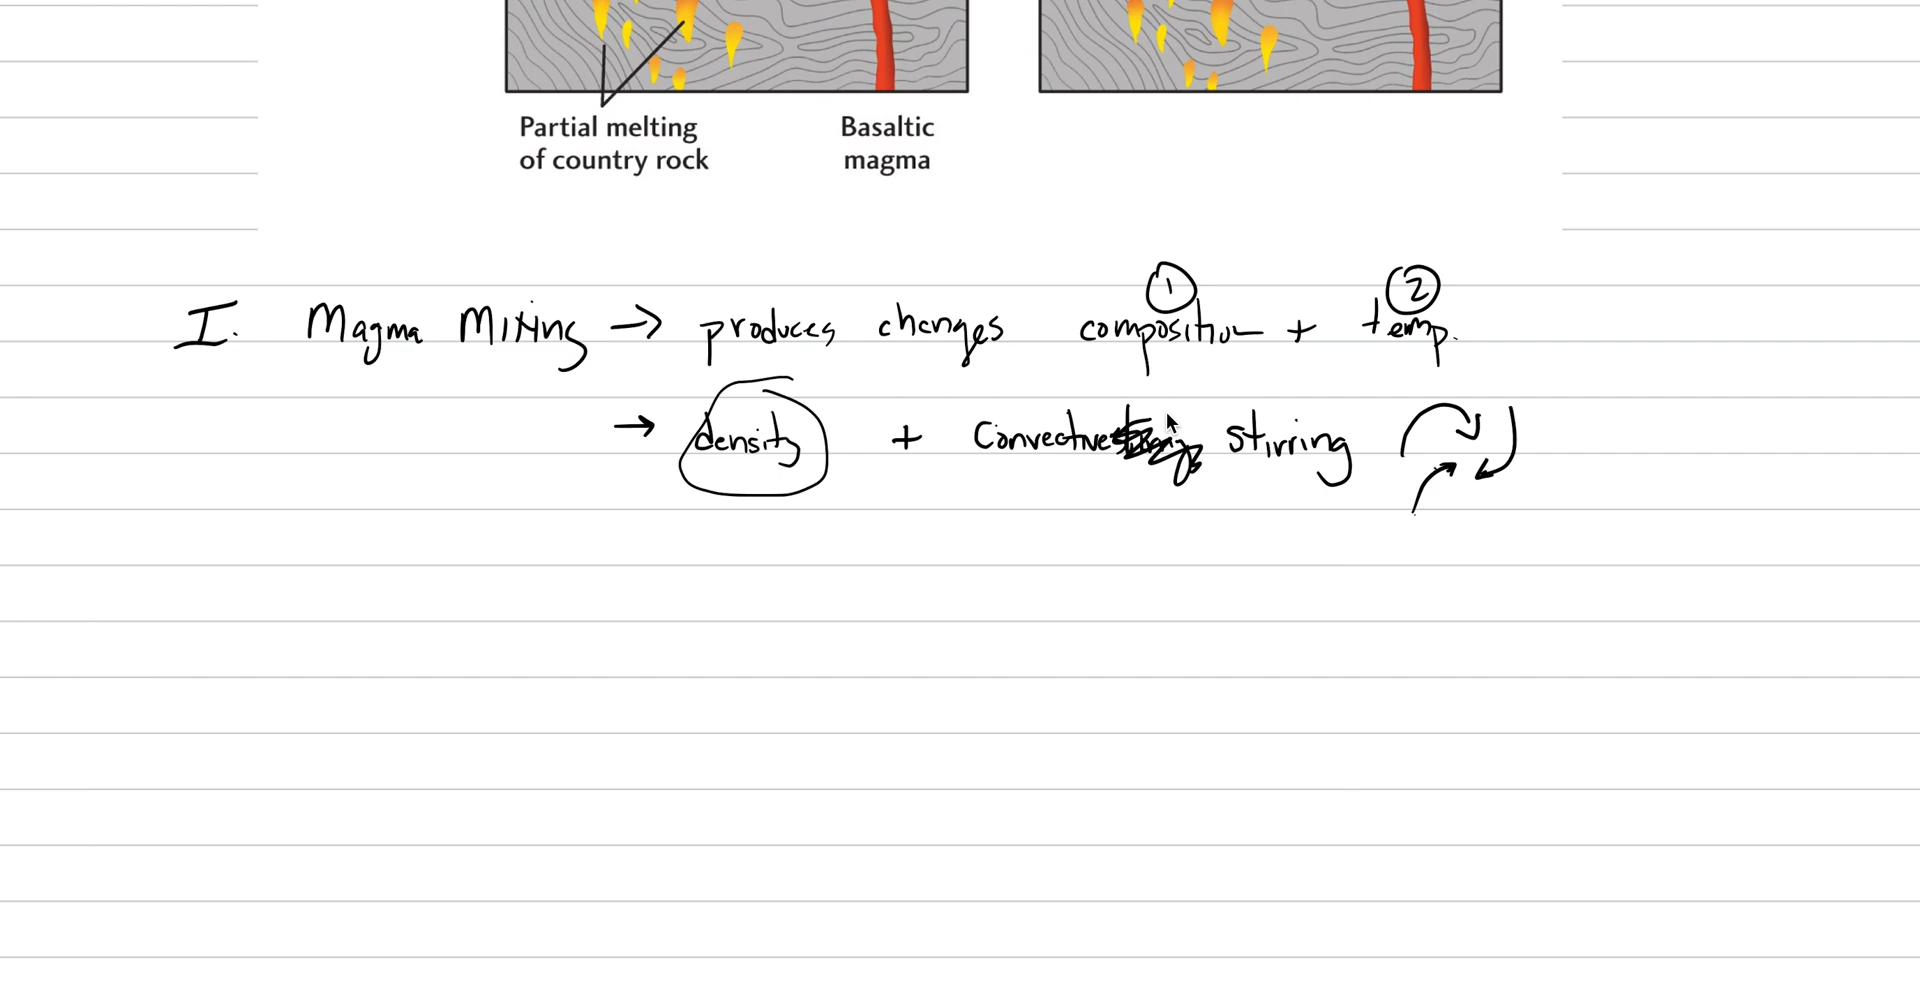 Partial melting Basaltic
of country rock magma
① ②
I. Magma Mixing → produces changes composition + temp.
→ density + Convective stirring